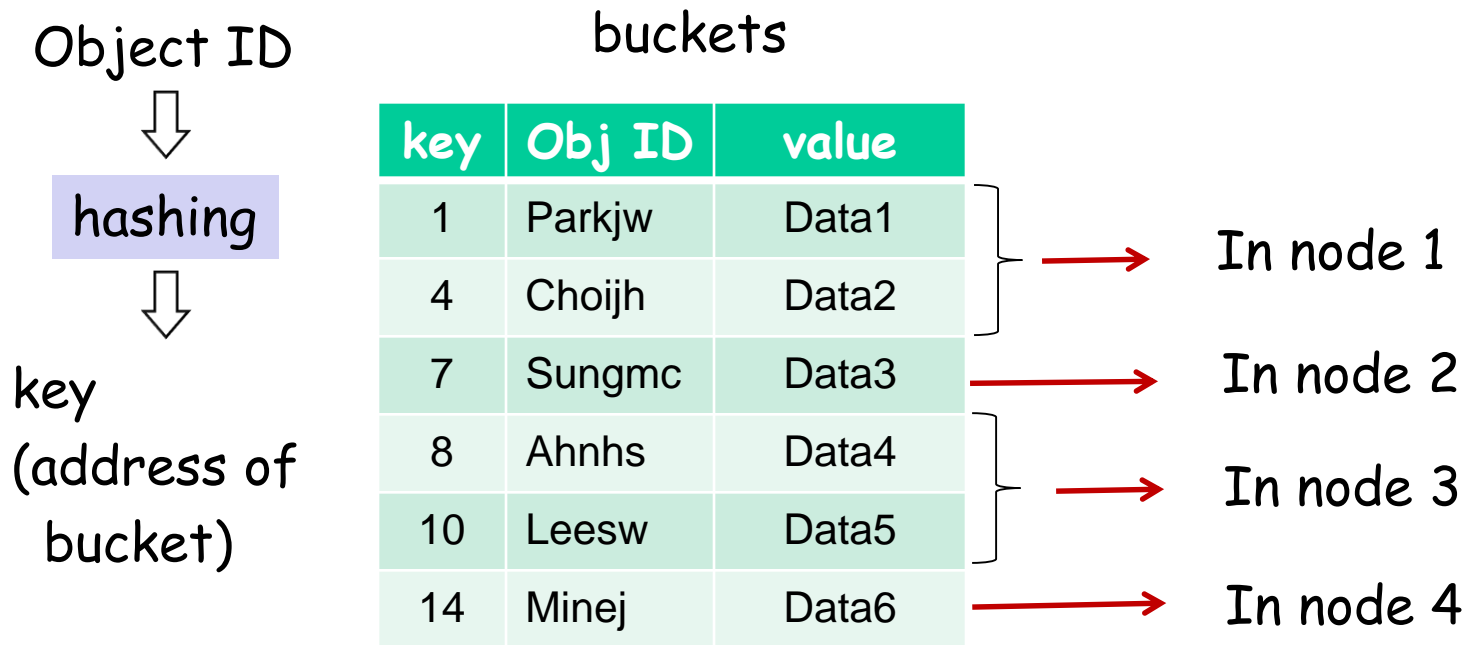 Object ID
hashing
key
(address of
bucket)
buckets
key Obj ID value
1 Parkjw Data1
4 Choijh Data2
7 Sungmc Data3
8 Ahnhs Data4
10 Leesw Data5
14 Minej Data6
In node 1
In node 2
In node 3
In node 4